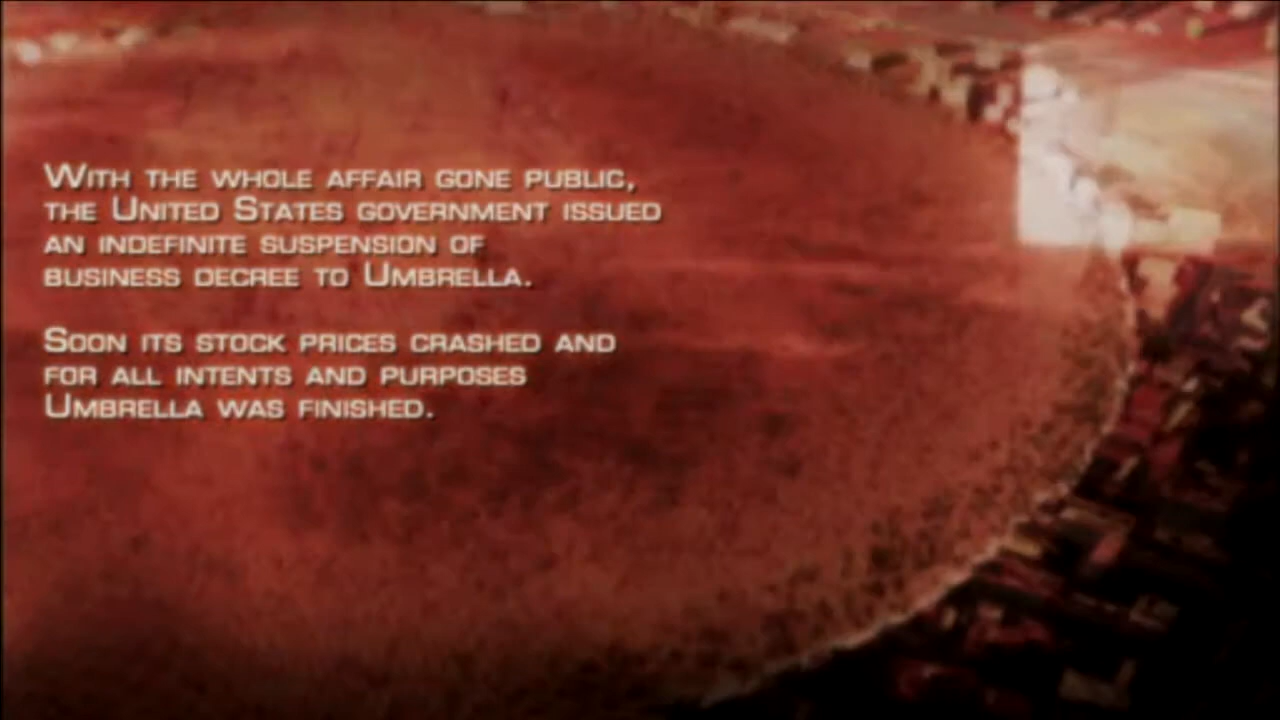 With the whole affair gone public,
the United States government issued
an indefinite suspension of
business decree to Umbrella.
Soon its stock prices crashed and
for all intents and purposes
Umbrella was finished.